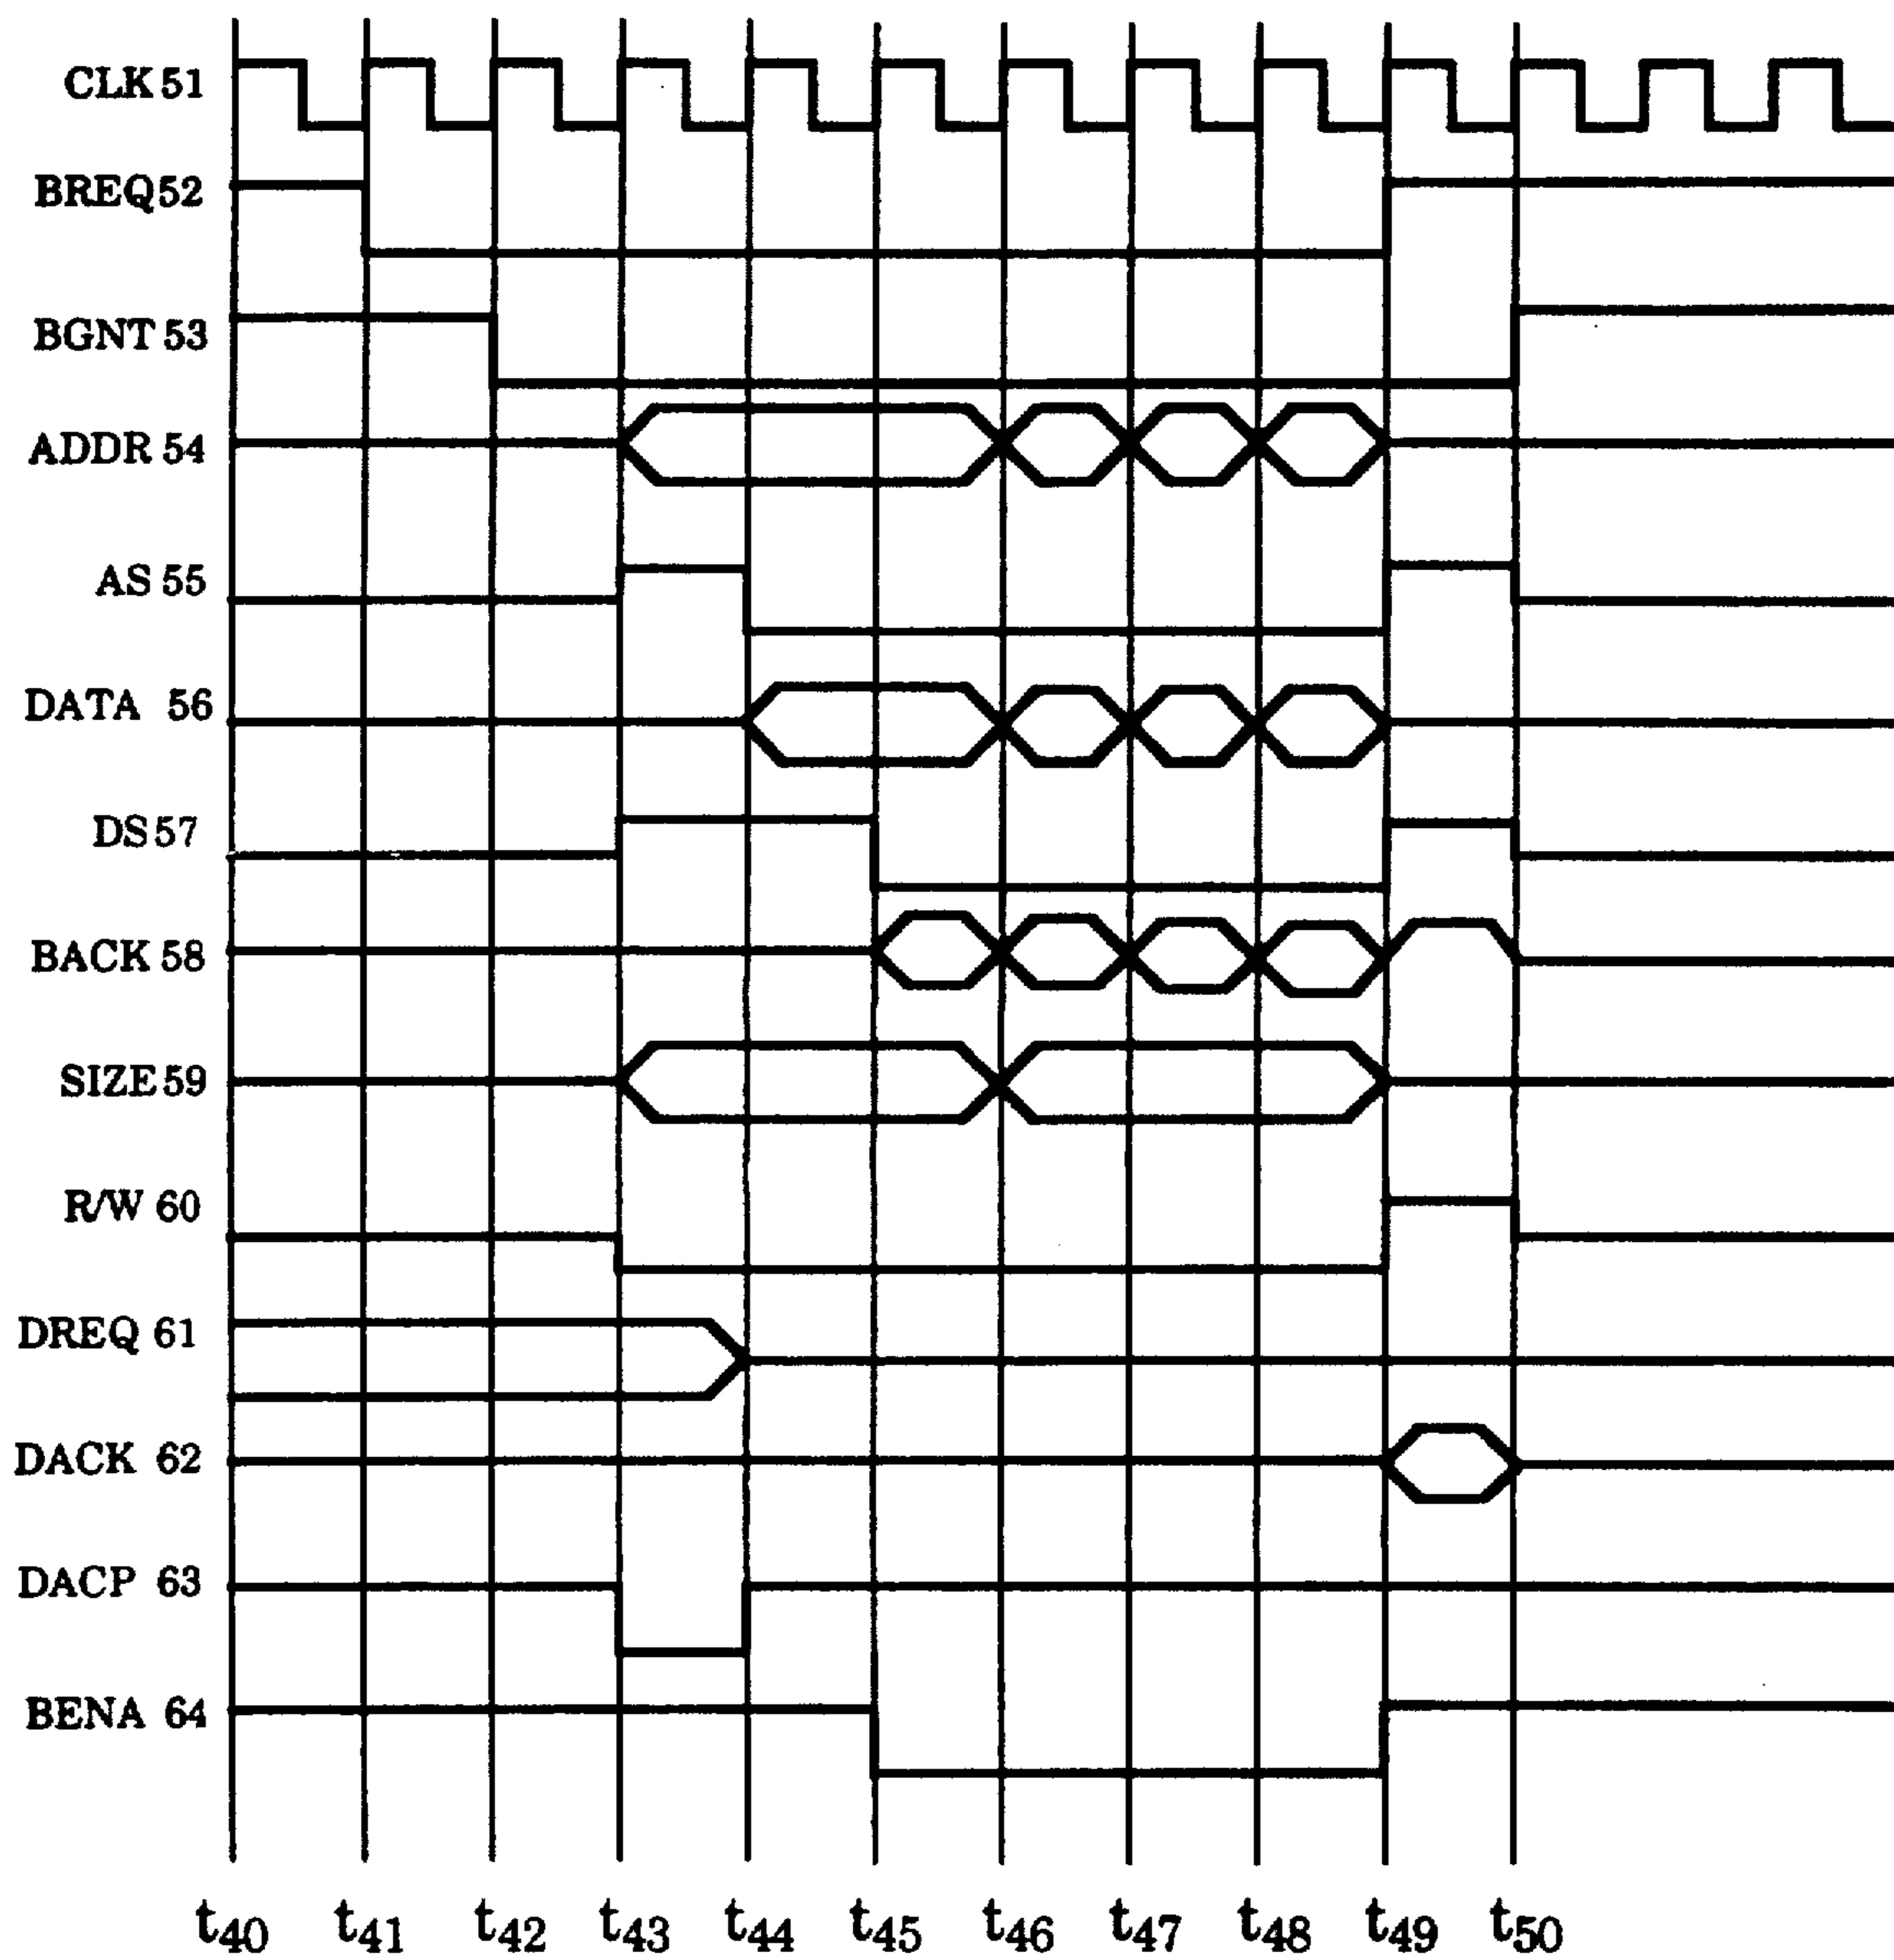 CLK 51
BREQ 52
BGNT 53
ADDR 54
AS 55
DATA 56
DS 57
BACK 58
SIZE 59
R/W 60
DREQ 61
DACK 62
DACP 63
BENA 64
t40 t41 t42 t43 t44 t45 t46 t47 t48 t49 t50